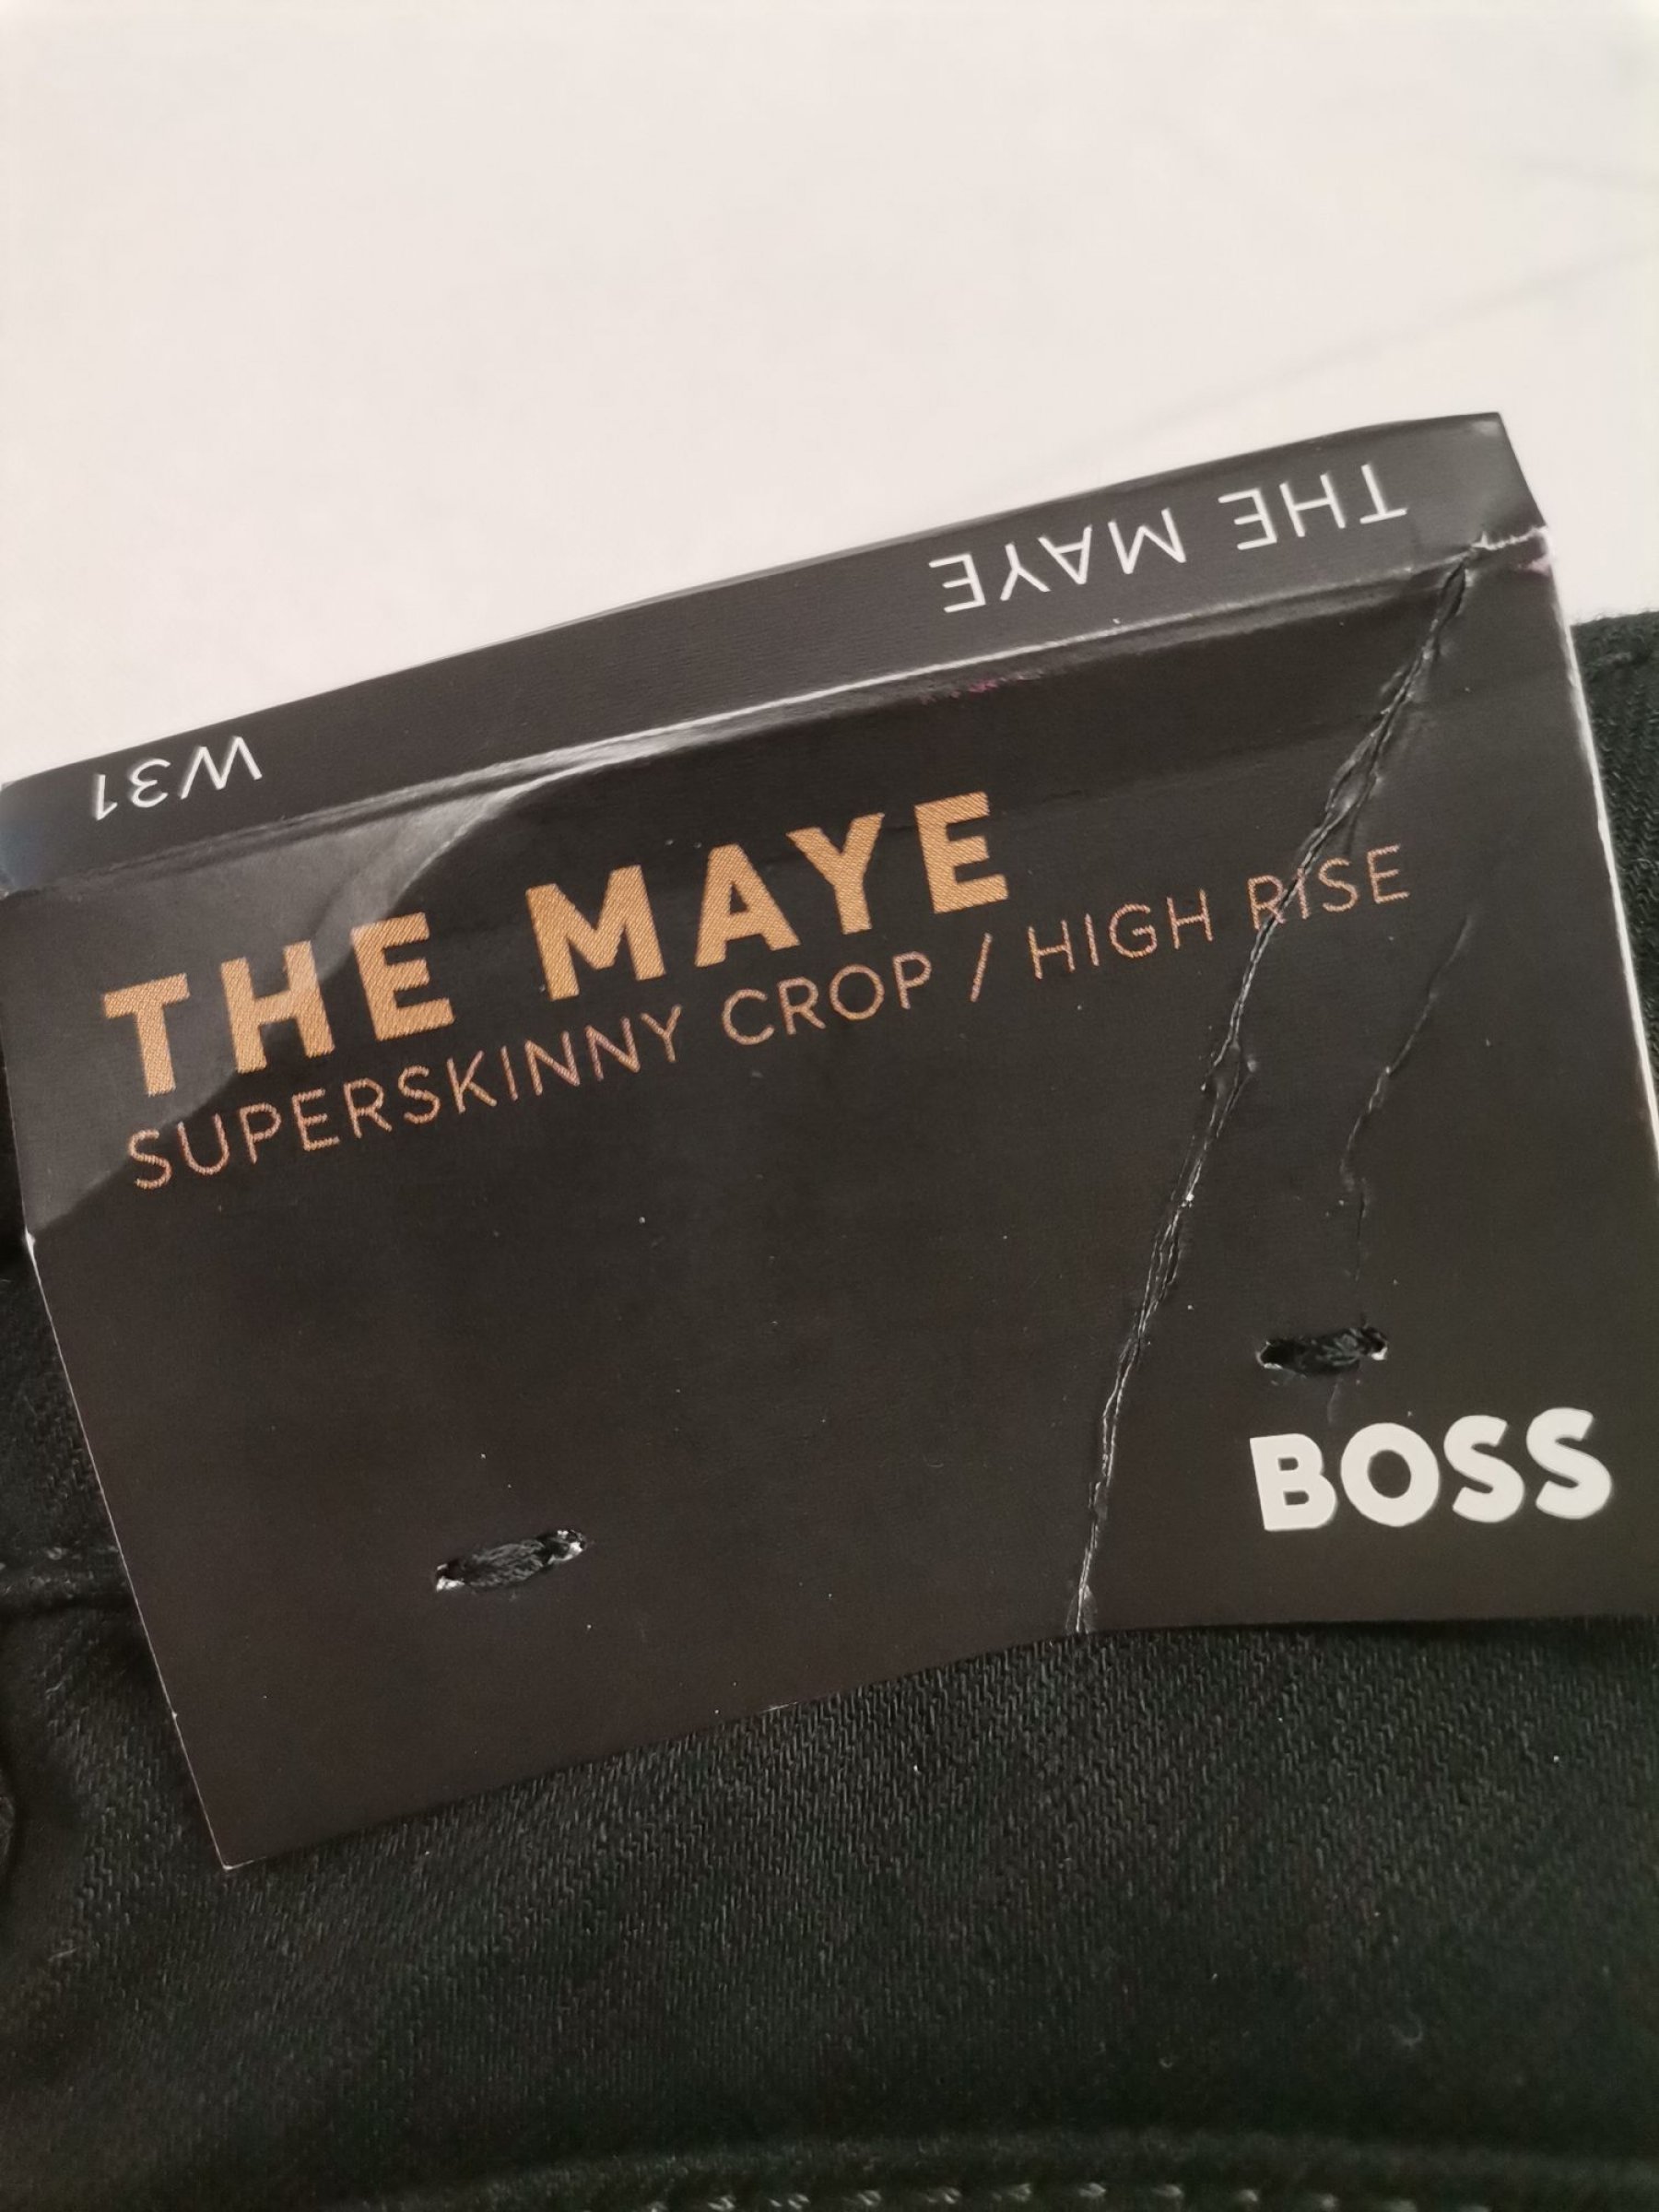 THE MAYE
W31
THE MAYE
SUPERSKINNY CROP / HIGH RISE
BOSS